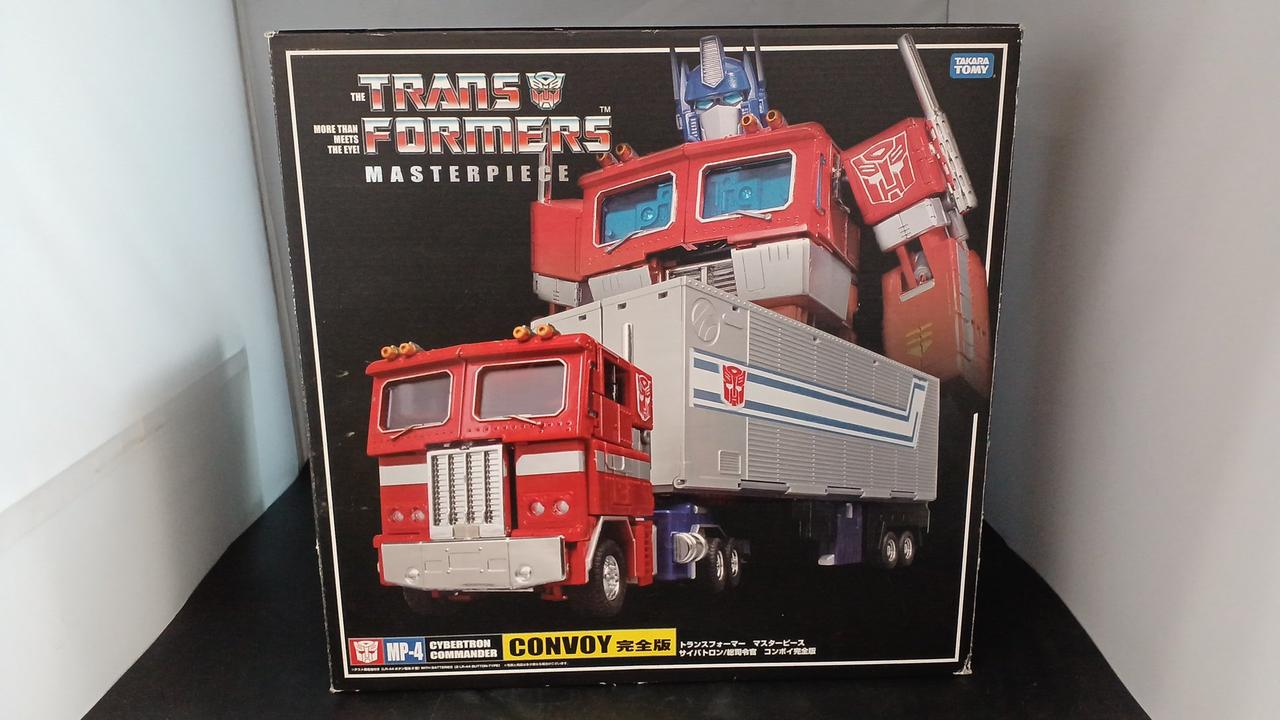 THE TRANS
FORMERS™
MORE THAN
MEETS
THE EYE!
MASTERPIECE
TAKARA
TOMY
MP-4
CYBERTRON
COMMANDER
CONVOY 完全版
トランスフォーマー マスターピース
サイバトロン/総司令官 コンボイ完全版